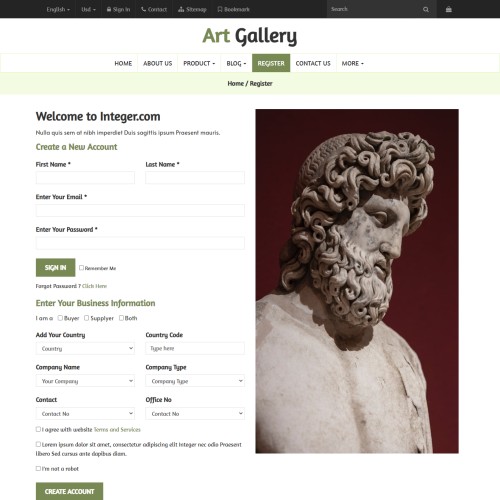 English Usd Sign In Contact Sitemap Bookmark Search
Art Gallery
HOME ABOUT US PRODUCT BLOG REGISTER CONTACT US MORE
Home / Register
Welcome to Integer.com
Nulla quis sem at nibh imperdiet Duis sagittis ipsum Praesent mauris.
Create a New Account
First Name * Last Name *
Enter Your Email *
Enter Your Password *
SIGN IN Remember Me
Forgot Password ? Click Here
Enter Your Business Information
I am a Buyer Supplyer Both
Add Your Country Country Code
Country Type here
Company Name Company Type
Your Company Company Type
Contact Office No
Contact No Contact No
I agree with website Terms and Services
Lorem ipsum dolor sit amet, consectetur adipiscing elit Integer nec odio Praesent
libero Sed cursus ante dapibus diam.
I'm not a robot
CREATE ACCOUNT